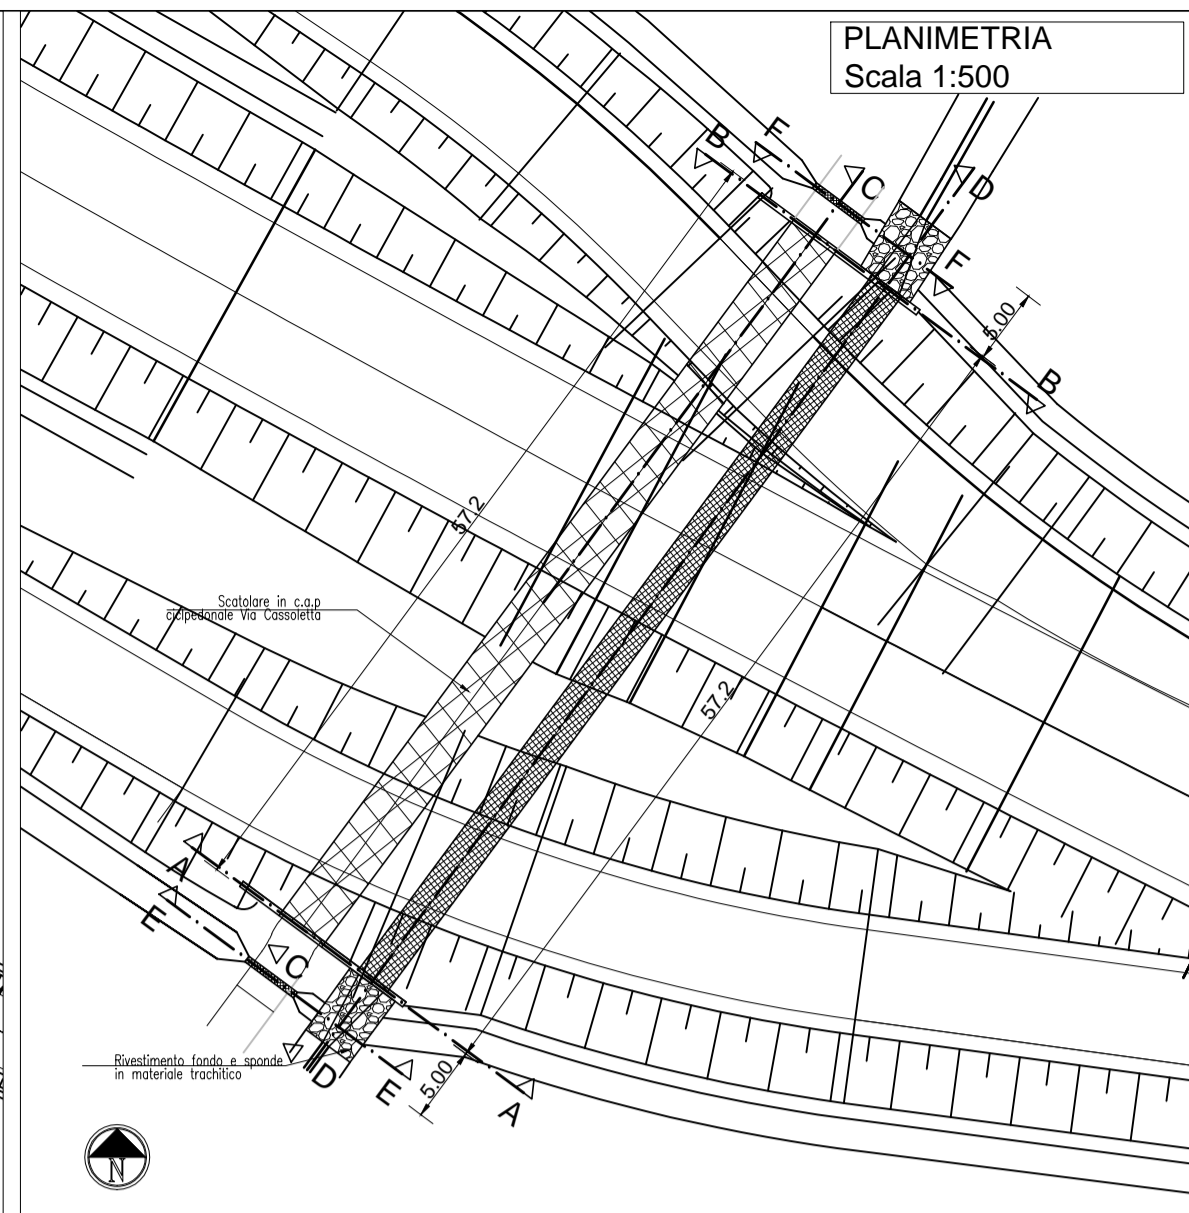 PLANIMETRIA
Scala 1:500
F
B
C
D
F
5.00
B
57.2
Scatolare in c.a.p
ciclpedonale Via Cassoletta
57.2
A
E
C
Rivestimento fondo e sponde
in materiale trachitico
D
E
5.00
A
N